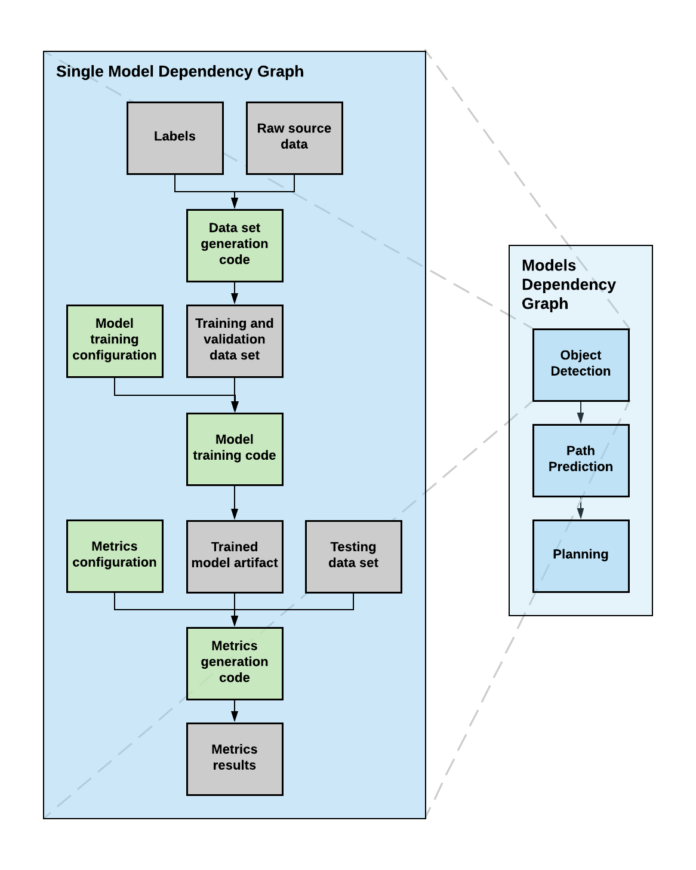 Single Model Dependency Graph
Labels
Raw source
data
Data set
generation
code
Model
training
configuration
Training and
validation
data set
Model
training code
Metrics
configuration
Trained
model artifact
Testing
data set
Metrics
generation
code
Metrics
results
Models
Dependency
Graph
Object
Detection
Path
Prediction
Planning